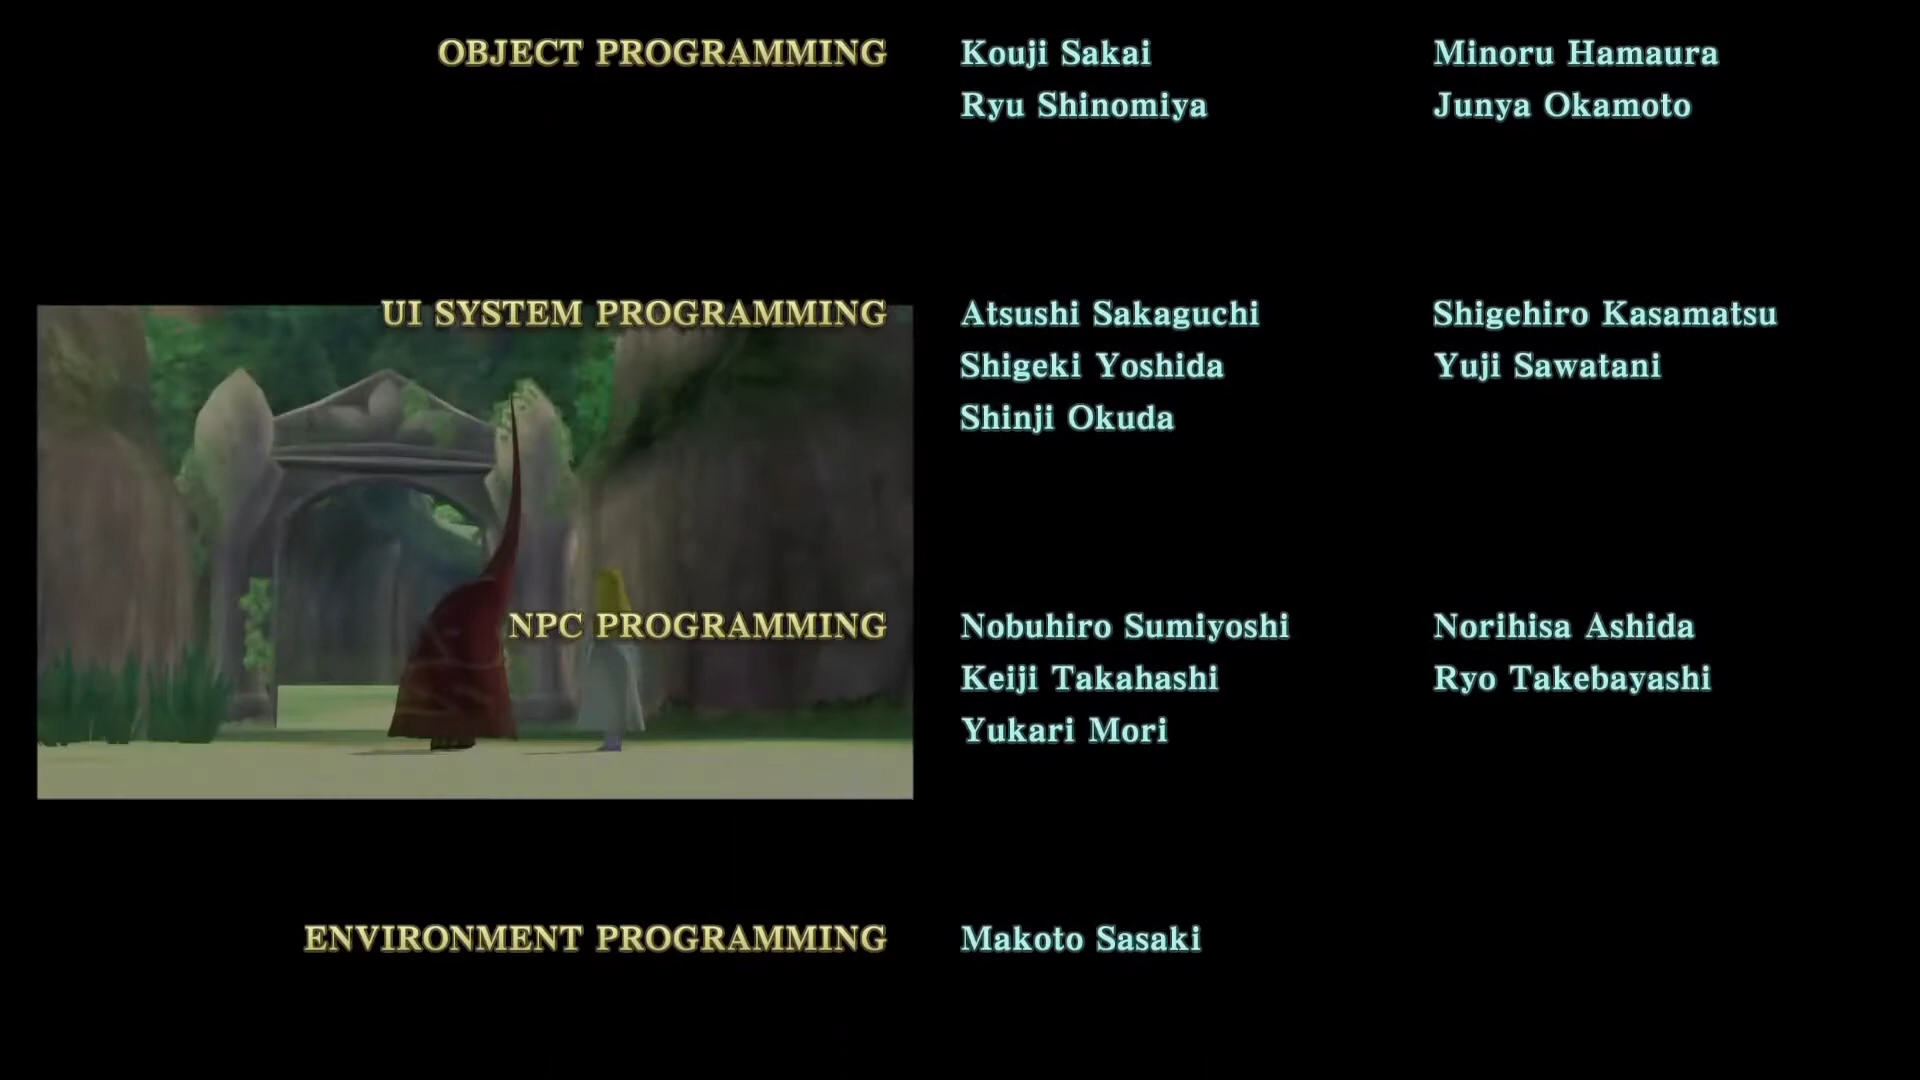 OBJECT PROGRAMMING Kouji Sakai Minoru Hamaura
Ryu Shinomiya Junya Okamoto
UI SYSTEM PROGRAMMING Atsushi Sakaguchi Shigehiro Kasamatsu
Shigeki Yoshida Yuji Sawatani
Shinji Okuda
NPC PROGRAMMING Nobuhiro Sumiyoshi Norihisa Ashida
Keiji Takahashi Ryo Takebayashi
Yukari Mori
ENVIRONMENT PROGRAMMING Makoto Sasaki